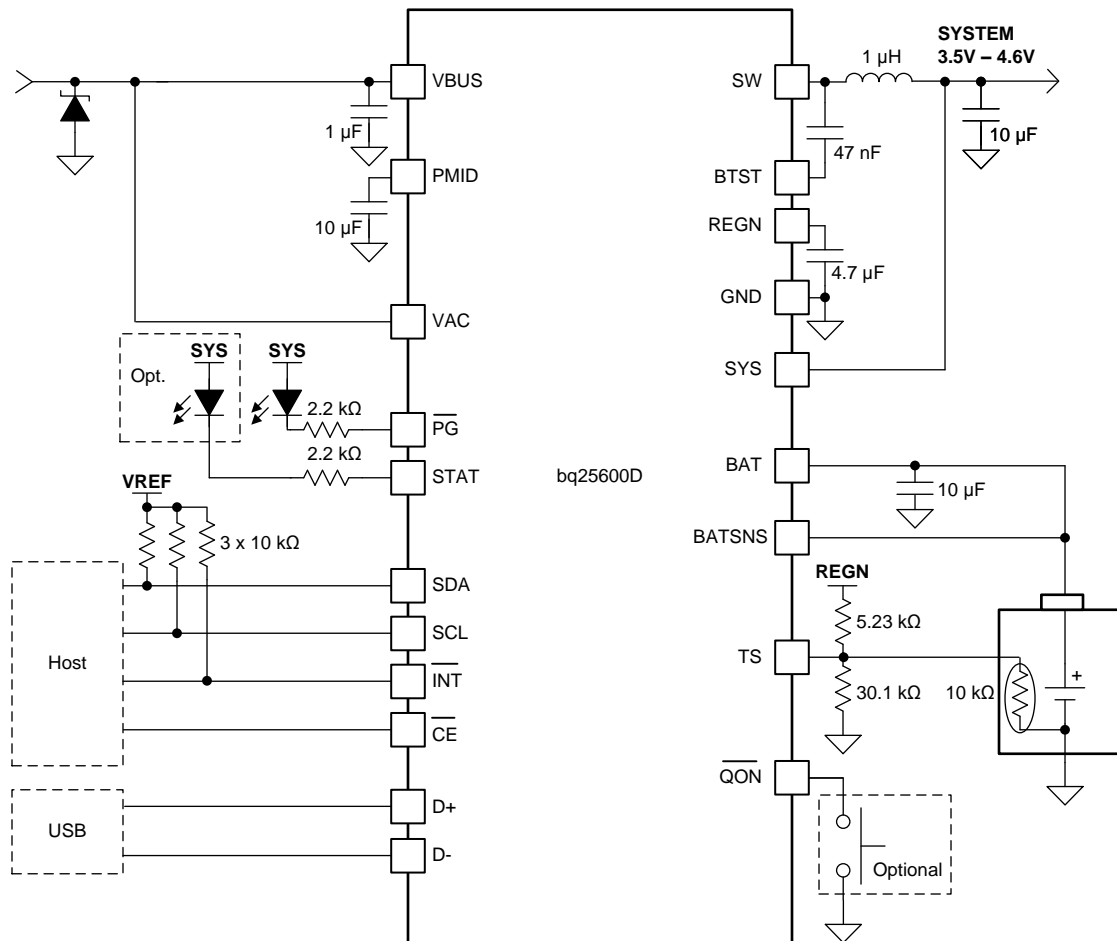 SYSTEM
3.5V – 4.6V
1 µH
VBUS
SW
1 µF
10 µF
47 nF
PMID
BTST
10 µF
REGN
4.7 µF
GND
VAC
SYS
SYS
SYS
Opt.
2.2 kΩ
PG
2.2 kΩ
STAT
bq25600D
BAT
10 µF
VREF
3 x 10 kΩ
BATSNS
REGN
SDA
5.23 kΩ
SCL
Host
TS
INT
30.1 kΩ
10 kΩ
+
CE
QON
D+
USB
D-
Optional